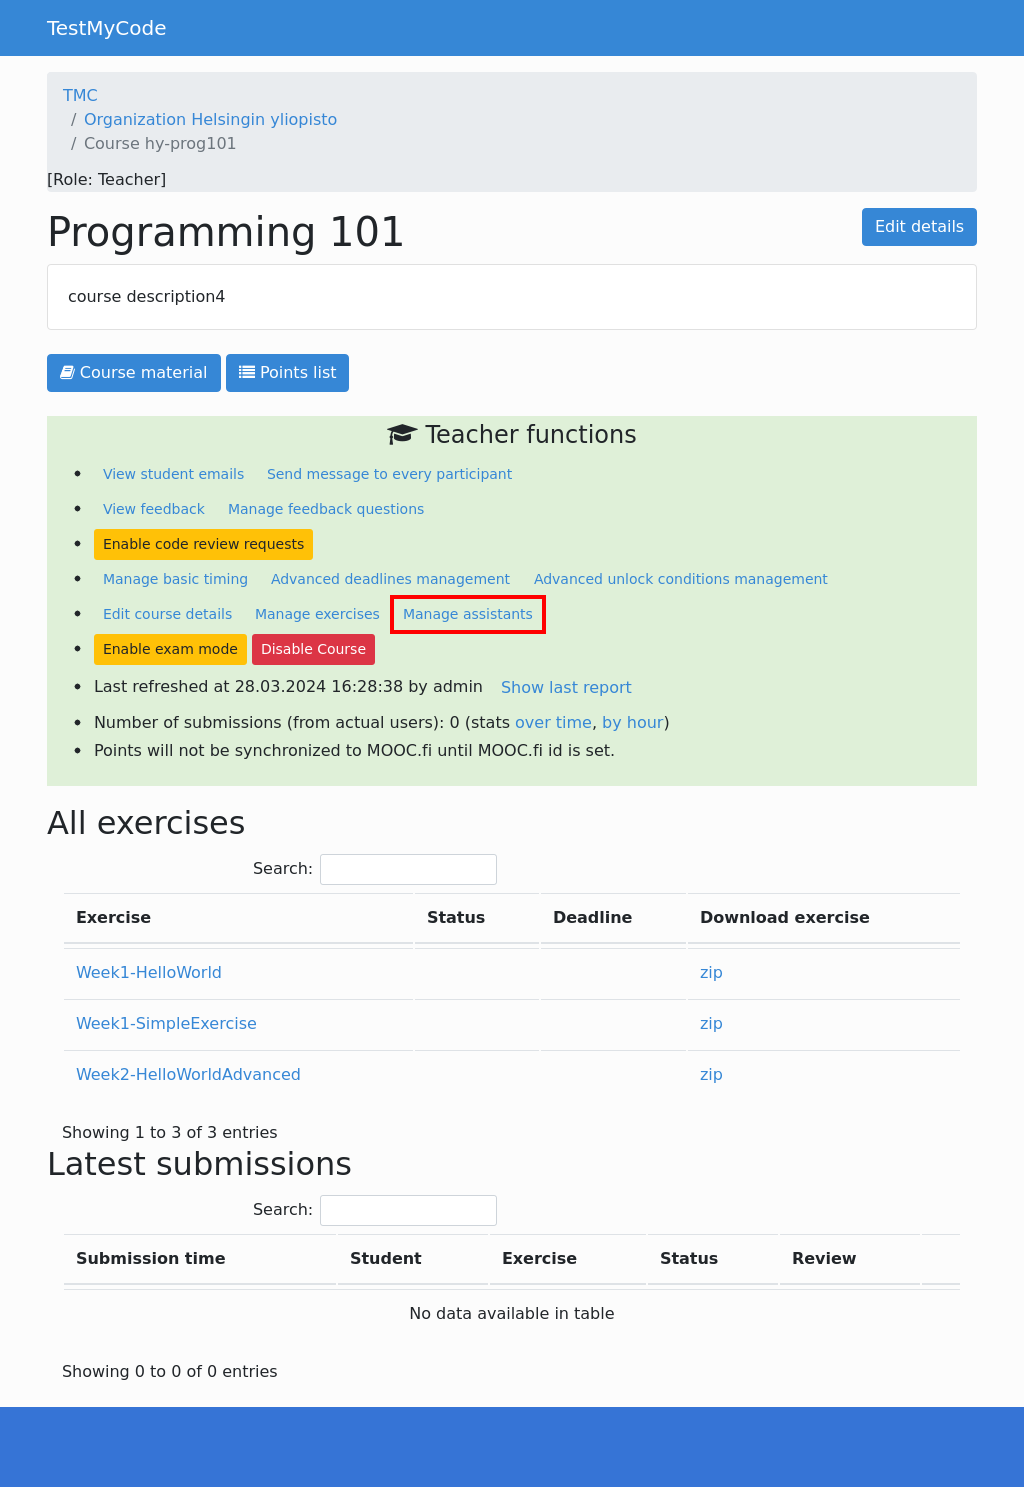 TestMyCode
TMC
/ Organization Helsingin yliopisto
/ Course hy-prog101
[Role: Teacher]
Programming 101
Edit details
course description4
Course material Points list
Teacher functions
• View student emails Send message to every participant
• View feedback Manage feedback questions
• Enable code review requests
• Manage basic timing Advanced deadlines management Advanced unlock conditions management
• Edit course details Manage exercises Manage assistants
• Enable exam mode Disable Course
• Last refreshed at 28.03.2024 16:28:38 by admin Show last report
• Number of submissions (from actual users): 0 (stats over time, by hour)
• Points will not be synchronized to MOOC.fi until MOOC.fi id is set.
All exercises
Search:
Exercise Status Deadline Download exercise
Week1-HelloWorld zip
Week1-SimpleExercise zip
Week2-HelloWorldAdvanced zip
Showing 1 to 3 of 3 entries
Latest submissions
Search:
Submission time Student Exercise Status Review
No data available in table
Showing 0 to 0 of 0 entries